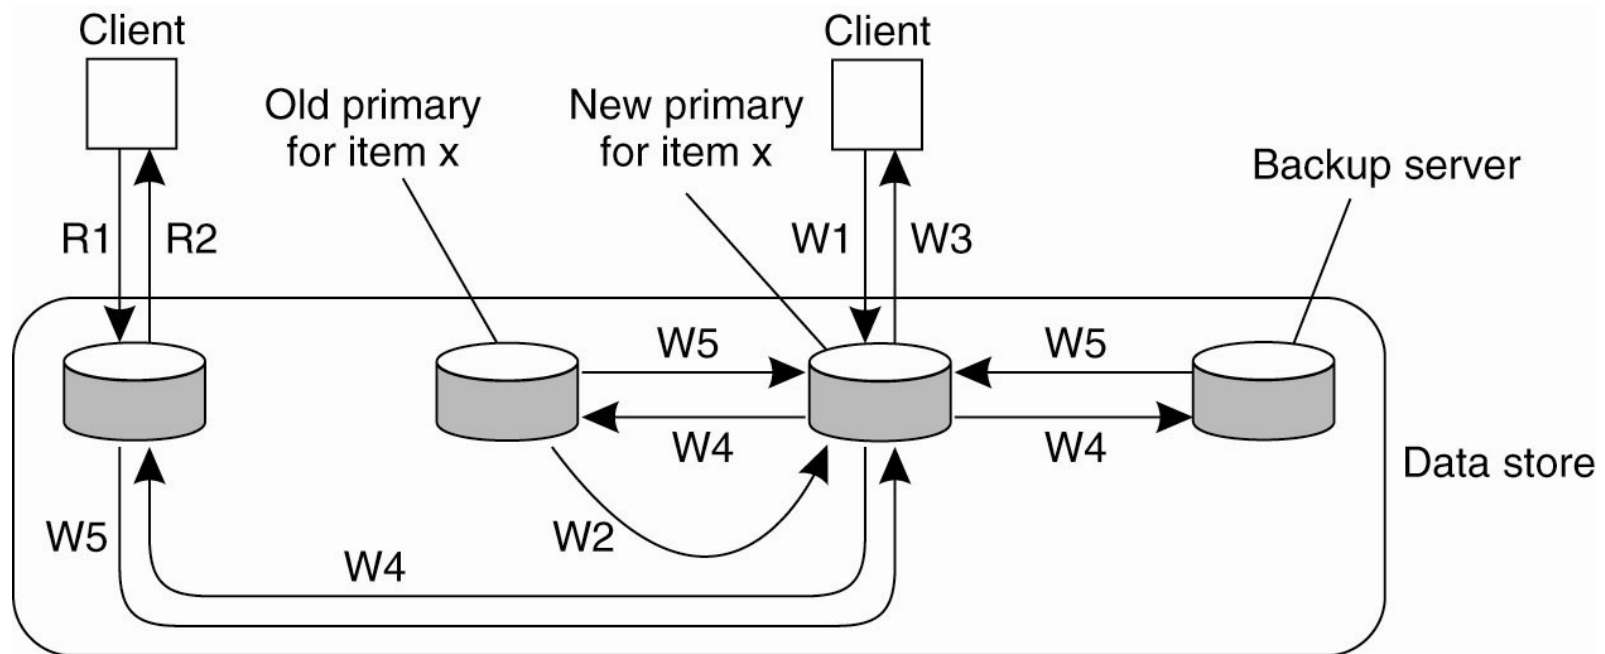 Client
Client
Old primary
for item x
New primary
for item x
Backup server
R1
R2
W1
W3
W5
W5
W4
W4
Data store
W5
W2
W4